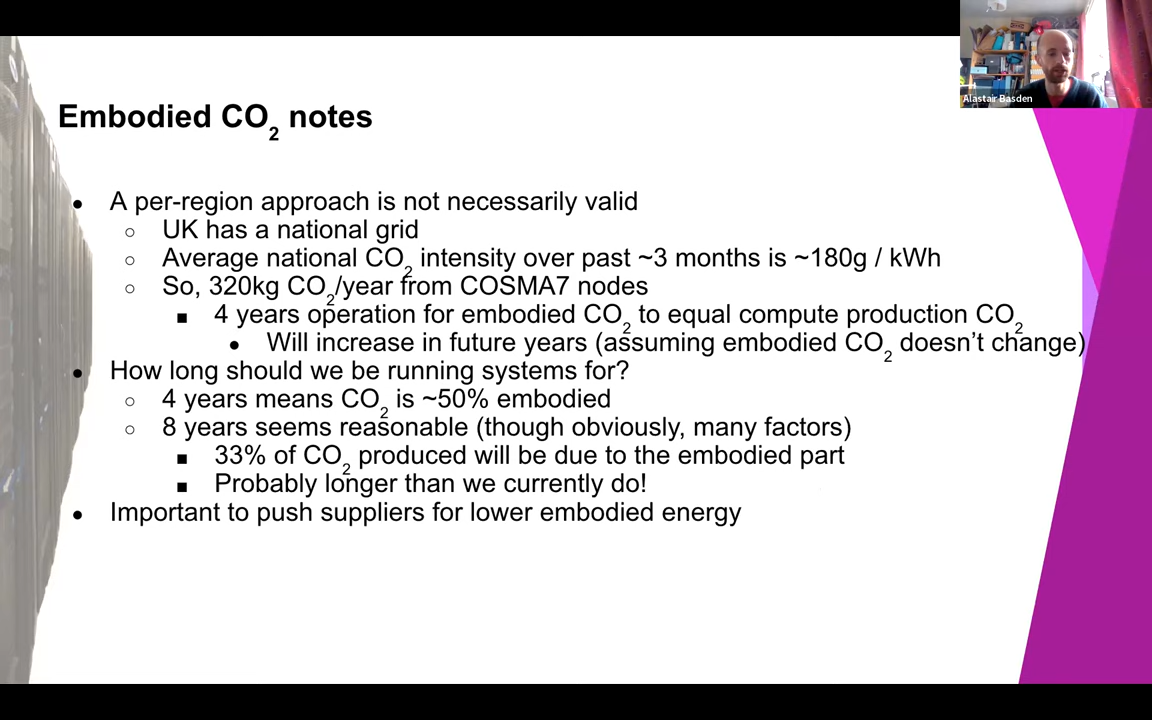 Alastair Basden
Embodied CO2 notes
● A per-region approach is not necessarily valid
○ UK has a national grid
○ Average national CO2 intensity over past ~3 months is ~180g / kWh
○ So, 320kg CO2/year from COSMA7 nodes
■ 4 years operation for embodied CO2 to equal compute production CO2
● Will increase in future years (assuming embodied CO2 doesn't change)
● How long should we be running systems for?
○ 4 years means CO2 is ~50% embodied
○ 8 years seems reasonable (though obviously, many factors)
■ 33% of CO2 produced will be due to the embodied part
■ Probably longer than we currently do!
● Important to push suppliers for lower embodied energy